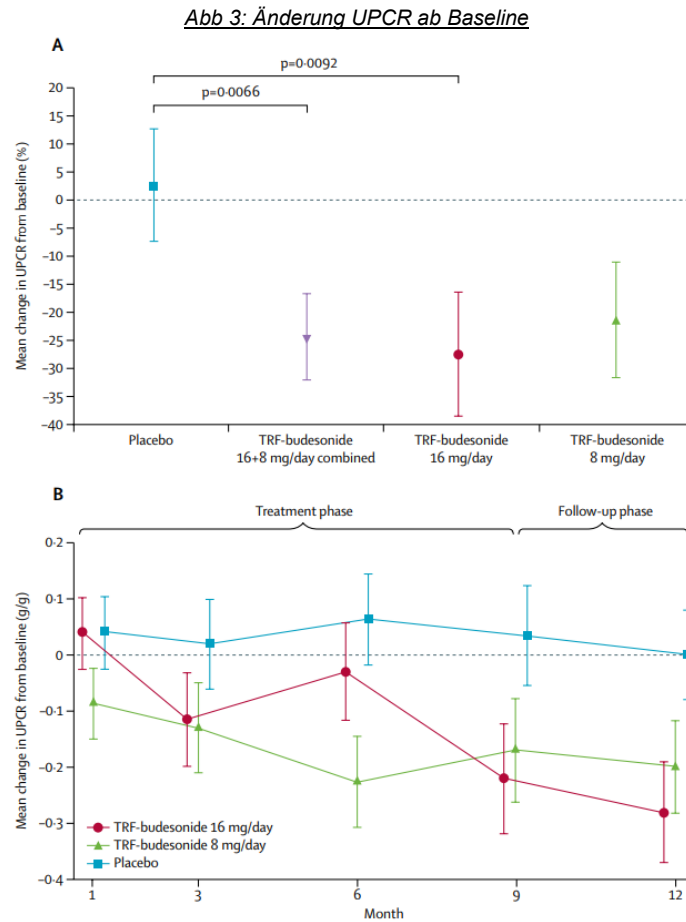 Abb 3: Änderung UPCR ab Baseline
A
p=0·0092
p=0·0066
Mean change in UPCR from baseline (%)
20
15
10
5
0
−5
−10
−15
−20
−25
−30
−35
−40
Placebo
TRF-budesonide
16+8 mg/day combined
TRF-budesonide
16 mg/day
TRF-budesonide
8 mg/day
B
Treatment phase
Follow-up phase
Mean change in UPCR from baseline (g/g)
0·2
0·1
0
−0·1
−0·2
−0·3
−0·4
TRF-budesonide 16 mg/day
TRF-budesonide 8 mg/day
Placebo
1
3
6
9
12
Month